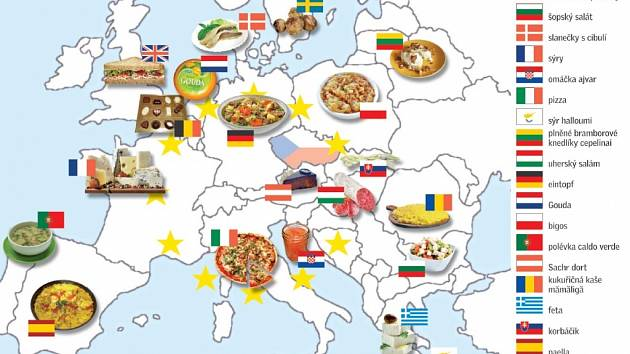 GOUDA
šopský salát
slanečky s cibulí
sýry
omáčka ajvar
pizza
sýr halloumi
plněné bramborové
knedlíky cepelinai
uherský salám
eintopf
Gouda
bigos
polévka caldo verde
Sachr dort
kukuřičná kaše
mámáligă
feta
korbáčik
paella